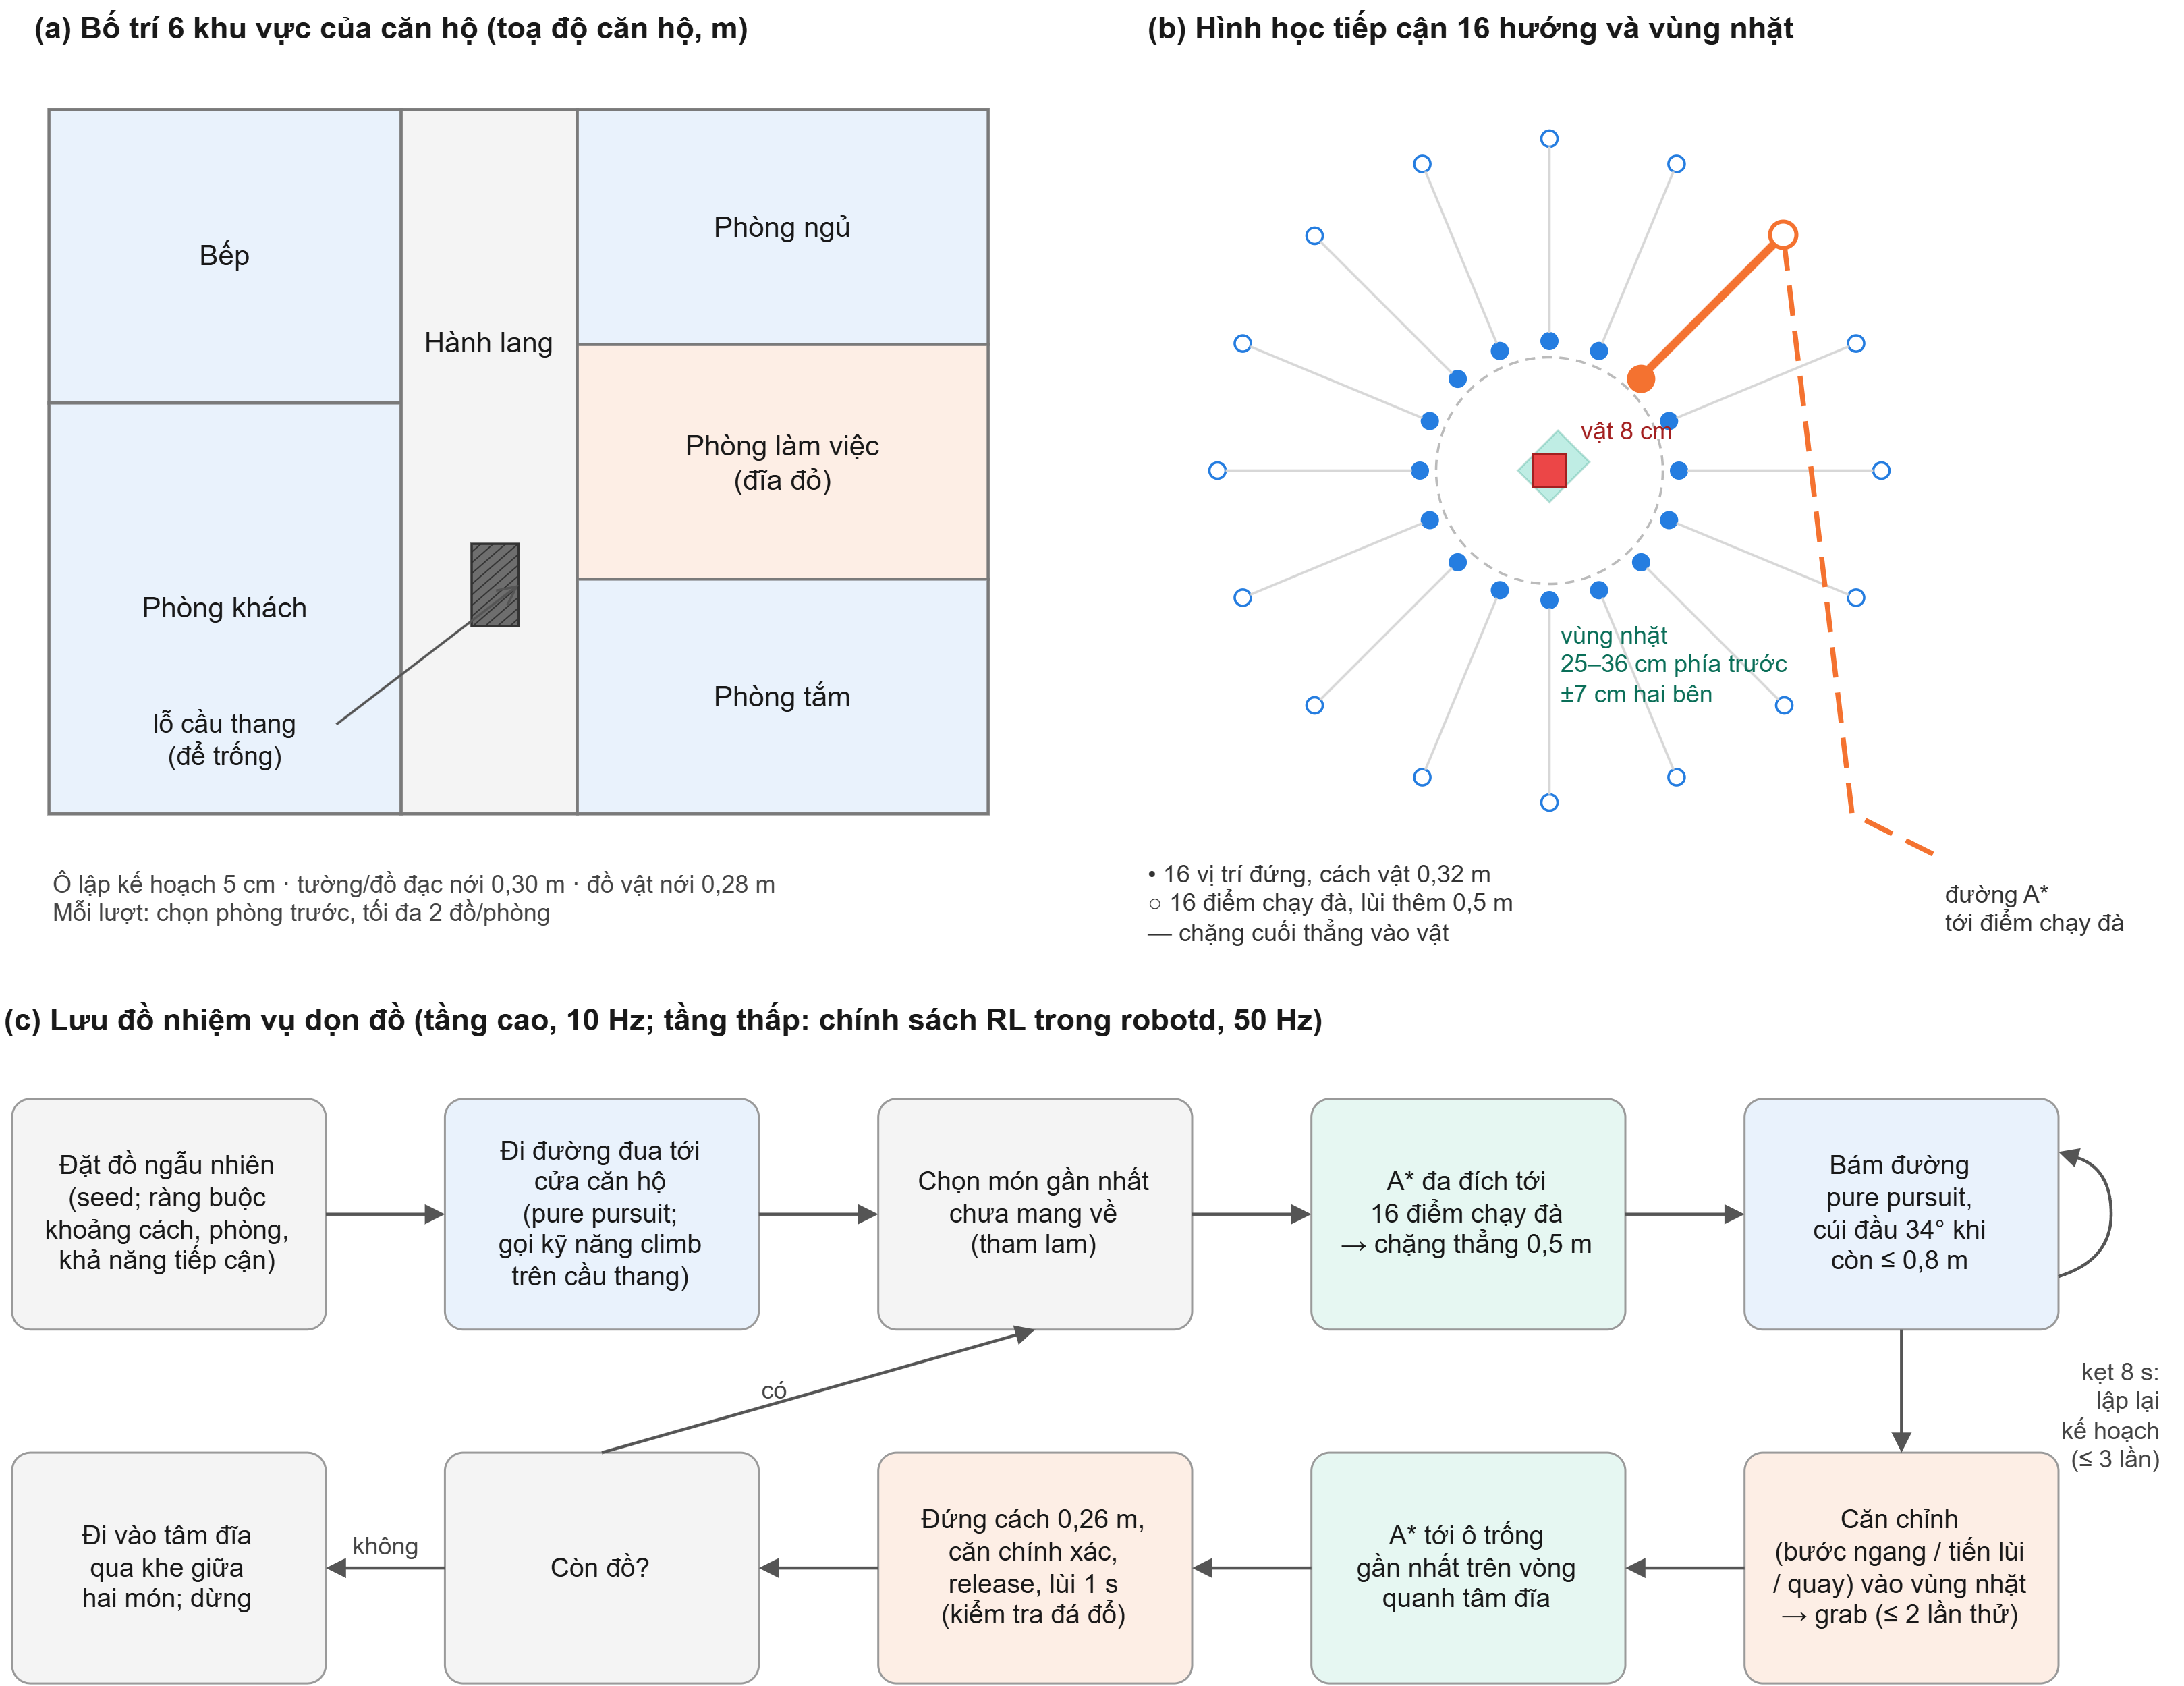 (a) Bố trí 6 khu vực của căn hộ (toạ độ căn hộ, m)
Bếp
Hành lang
Phòng ngủ
Phòng làm việc
(đĩa đỏ)
Phòng khách
Phòng tắm
lỗ cầu thang
(để trống)
Ô lập kế hoạch 5 cm · tường/đồ đạc nới 0,30 m · đồ vật nới 0,28 m
Mỗi lượt: chọn phòng trước, tối đa 2 đồ/phòng
(b) Hình học tiếp cận 16 hướng và vùng nhặt
vật 8 cm
vùng nhặt
25–36 cm phía trước
±7 cm hai bên
• 16 vị trí đứng, cách vật 0,32 m
○ 16 điểm chạy đà, lùi thêm 0,5 m
— chặng cuối thẳng vào vật
đường A*
tới điểm chạy đà
(c) Lưu đồ nhiệm vụ dọn đồ (tầng cao, 10 Hz; tầng thấp: chính sách RL trong robotd, 50 Hz)
Đặt đồ ngẫu nhiên
(seed; ràng buộc
khoảng cách, phòng,
khả năng tiếp cận)
Đi đường đua tới
cửa căn hộ
(pure pursuit;
gọi kỹ năng climb
trên cầu thang)
Chọn món gần nhất
chưa mang về
(tham lam)
A* đa đích tới
16 điểm chạy đà
→ chặng thẳng 0,5 m
Bám đường
pure pursuit,
cúi đầu 34° khi
còn ≤ 0,8 m
kẹt 8 s:
lập lại
kế hoạch
(≤ 3 lần)
có
Đi vào tâm đĩa
qua khe giữa
hai món; dừng
không
Còn đồ?
Đứng cách 0,26 m,
căn chính xác,
release, lùi 1 s
(kiểm tra đá đổ)
A* tới ô trống
gần nhất trên vòng
quanh tâm đĩa
Căn chỉnh
(bước ngang / tiến lùi
/ quay) vào vùng nhặt
→ grab (≤ 2 lần thử)